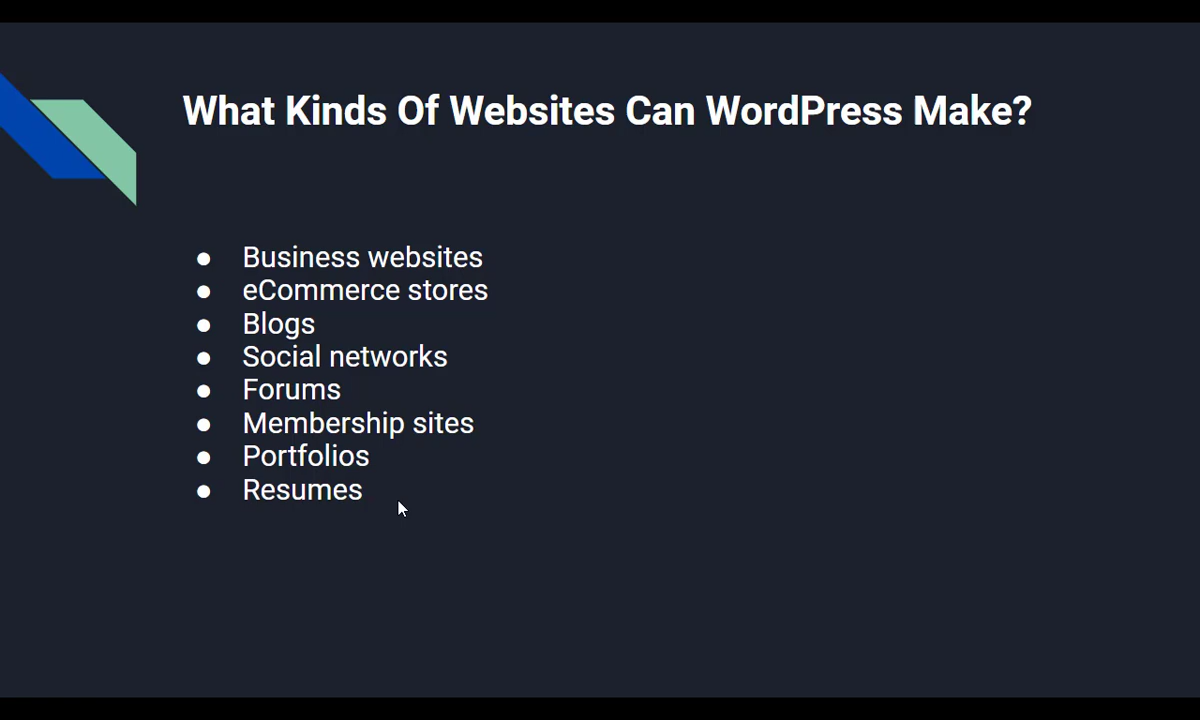 What Kinds Of Websites Can WordPress Make?
● Business websites
● eCommerce stores
● Blogs
● Social networks
● Forums
● Membership sites
● Portfolios
● Resumes